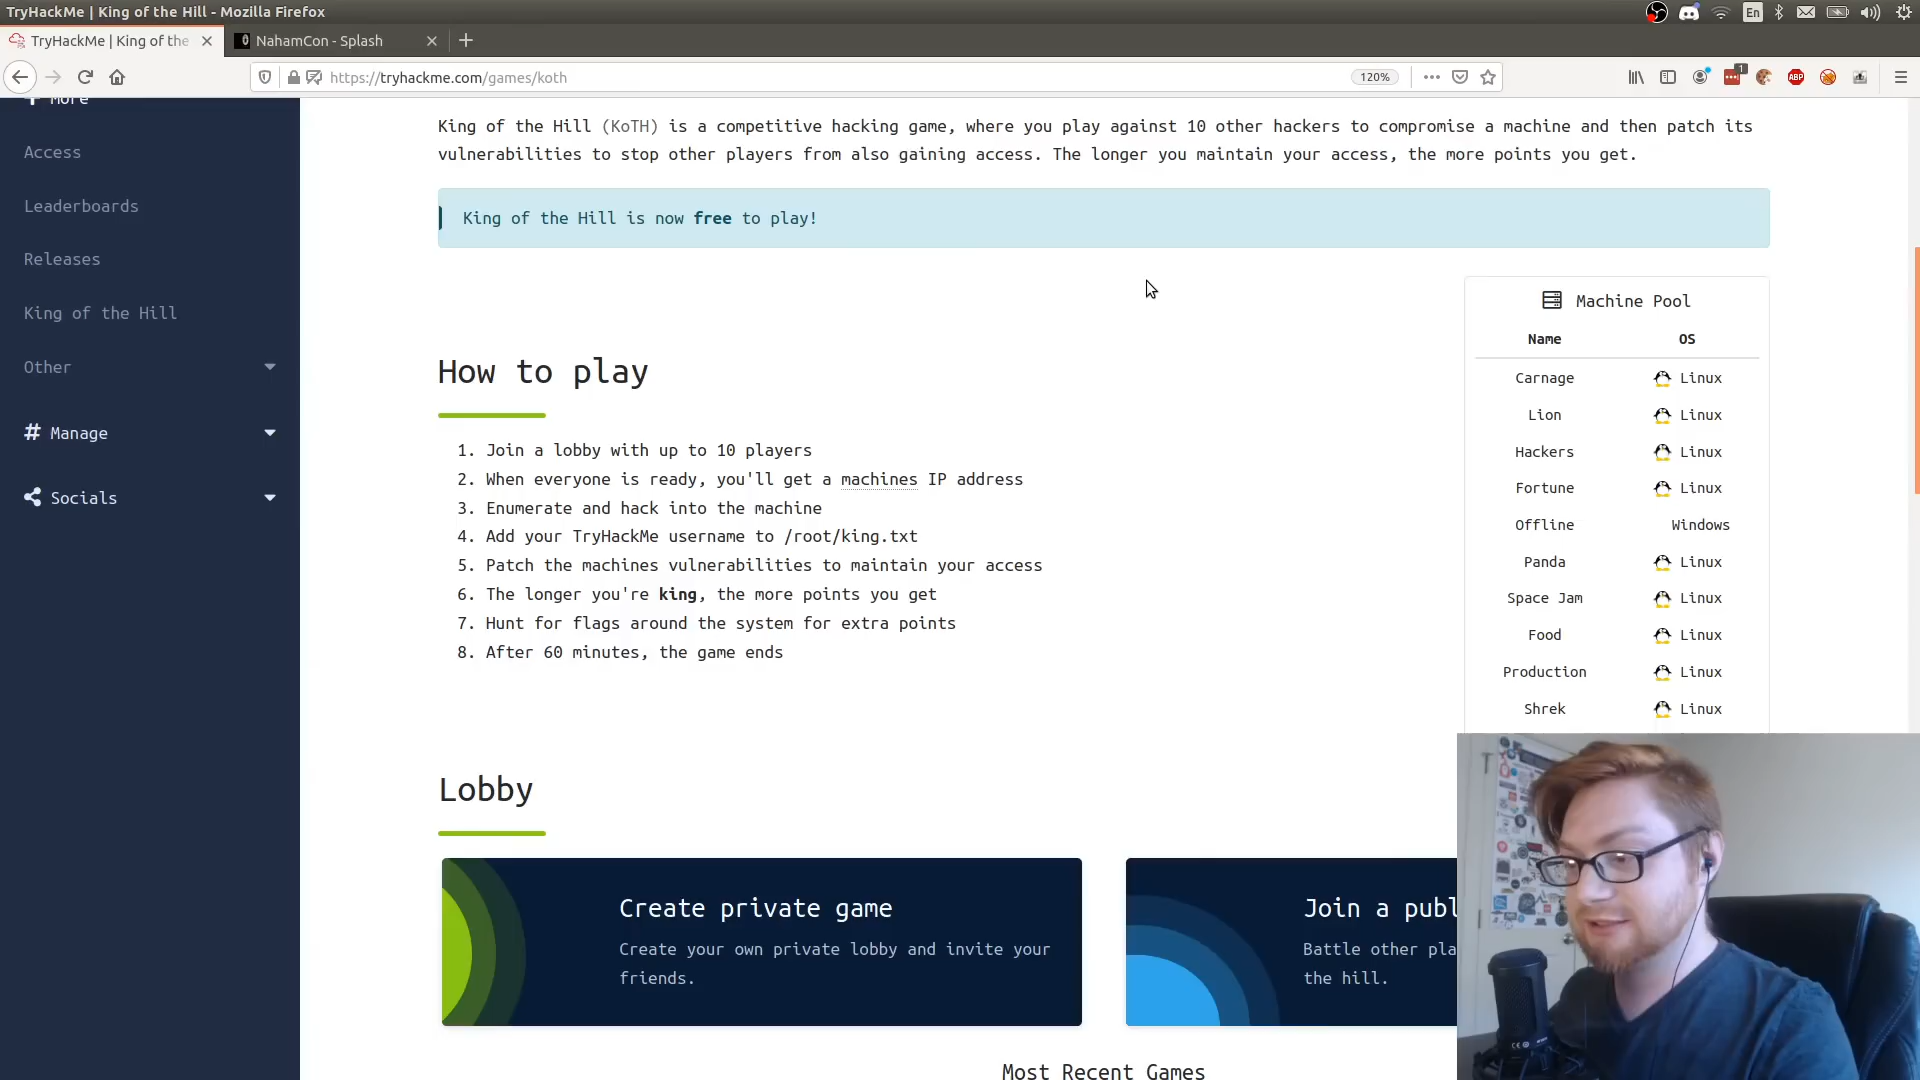 TryHackMe | King of the Hill - Mozilla Firefox
En
TryHackMe | King of the
NahamCon - Splash
https://tryhackme.com/games/koth
120%
1
ABP
More
Access
Leaderboards
Releases
King of the Hill
Other
Manage
Socials
King of the Hill (KoTH) is a competitive hacking game, where you play against 10 other hackers to compromise a machine and then patch its
vulnerabilities to stop other players from also gaining access. The longer you maintain your access, the more points you get.
King of the Hill is now free to play!
How to play
1. Join a lobby with up to 10 players
2. When everyone is ready, you'll get a machines IP address
3. Enumerate and hack into the machine
4. Add your TryHackMe username to /root/king.txt
5. Patch the machines vulnerabilities to maintain your access
6. The longer you're king, the more points you get
7. Hunt for flags around the system for extra points
8. After 60 minutes, the game ends
Machine Pool
Name OS
Carnage Linux
Lion Linux
Hackers Linux
Fortune Linux
Offline Windows
Panda Linux
Space Jam Linux
Food Linux
Production Linux
Shrek Linux
Lobby
Create private game
Create your own private lobby and invite your
friends.
Join a publ
Battle other pla
the hill.
Most Recent Games